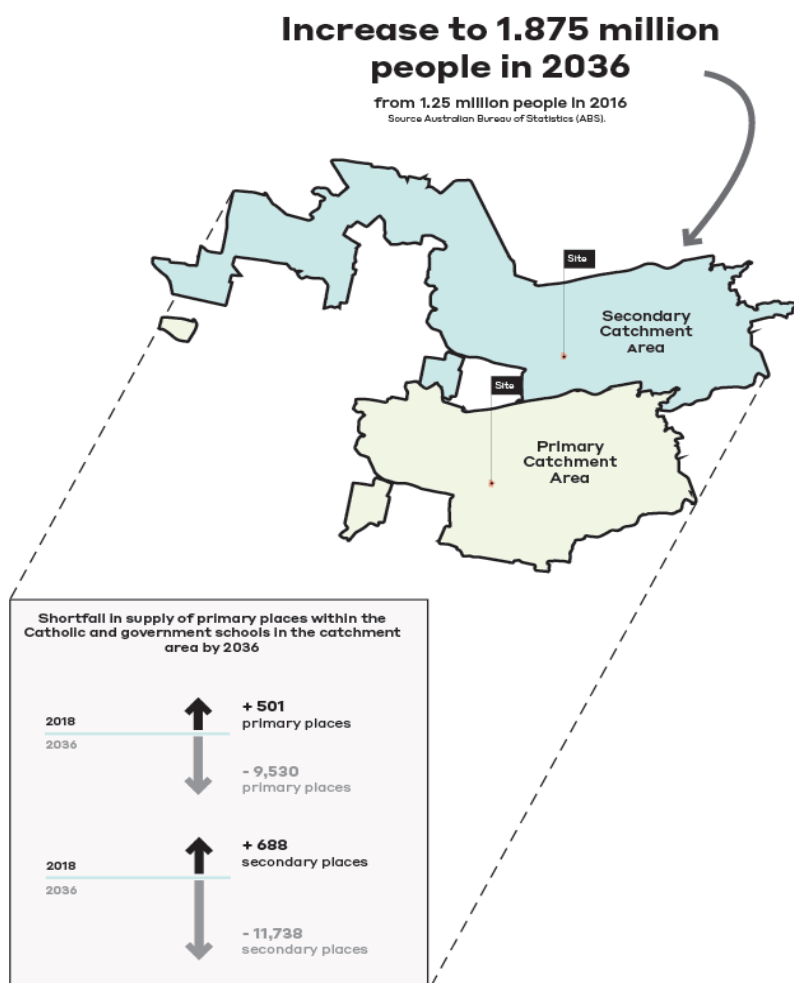 Increase to 1.875 million
people in 2036
from 1.25 million people in 2016
Source Australian Bureau of Statistics (ABS).
Site
Secondary
Catchment
Area
Site
Primary
Catchment
Area
Shortfall in supply of primary places within the
Catholic and government schools in the catchment
area by 2036
+ 501
primary places
2018
2036
- 9,530
primary places
+ 688
secondary places
2018
2036
- 11,738
secondary places